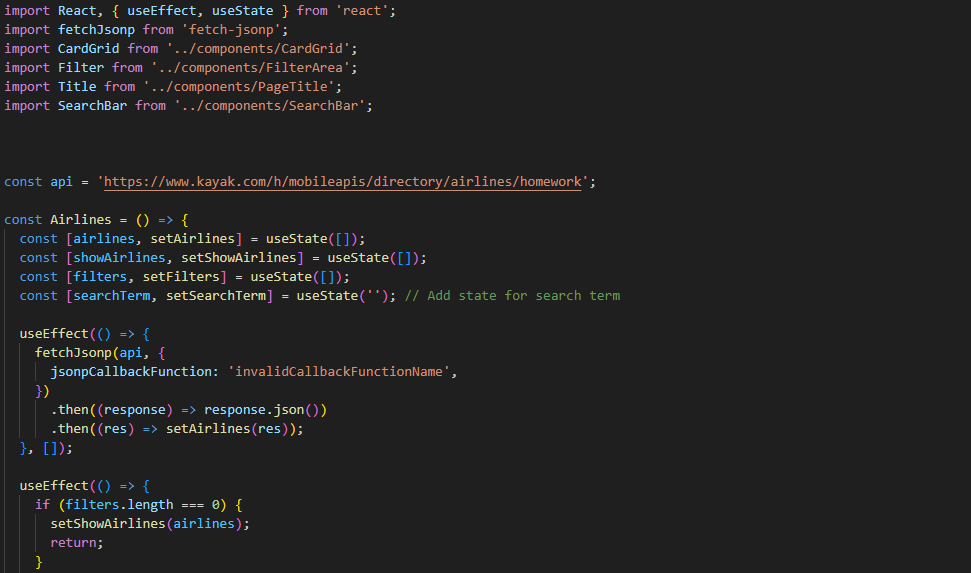 import React, { useEffect, useState } from 'react';
import fetchJsonp from 'fetch-jsonp';
import CardGrid from '../components/CardGrid';
import Filter from '../components/FilterArea';
import Title from '../components/PageTitle';
import SearchBar from '../components/SearchBar';
const api = 'https://www.kayak.com/h/mobileapis/directory/airlines/homework';
const Airlines = () => {
  const [airlines, setAirlines] = useState([]);
  const [showAirlines, setShowAirlines] = useState([]);
  const [filters, setFilters] = useState([]);
  const [searchTerm, setSearchTerm] = useState(''); // Add state for search term
  useEffect(() => {
    fetchJsonp(api, {
      jsonpCallbackFunction: 'invalidCallbackFunctionName',
    })
      .then((response) => response.json())
      .then((res) => setAirlines(res));
  }, []);
  useEffect(() => {
    if (filters.length === 0) {
      setShowAirlines(airlines);
      return;
    }